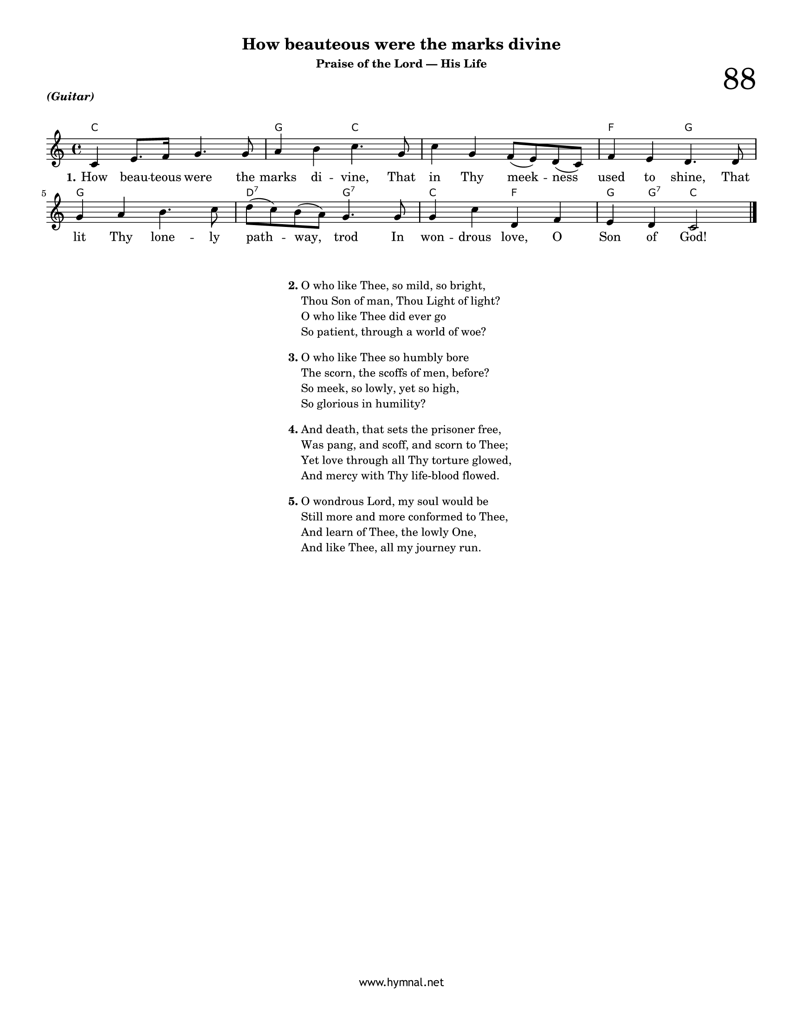 How beauteous were the marks divine
Praise of the Lord — His Life
88
(Guitar)
C G C F G
1. How beau-teous were the marks di - vine, That in Thy meek - ness used to shine, That
5
G D7 G7 C F G G7 C
lit Thy lone - ly path - way, trod In won - drous love, O Son of God!
2. O who like Thee, so mild, so bright,
Thou Son of man, Thou Light of light?
O who like Thee did ever go
So patient, through a world of woe?
3. O who like Thee so humbly bore
The scorn, the scoffs of men, before?
So meek, so lowly, yet so high,
So glorious in humility?
4. And death, that sets the prisoner free,
Was pang, and scoff, and scorn to Thee;
Yet love through all Thy torture glowed,
And mercy with Thy life-blood flowed.
5. O wondrous Lord, my soul would be
Still more and more conformed to Thee,
And learn of Thee, the lowly One,
And like Thee, all my journey run.
www.hymnal.net